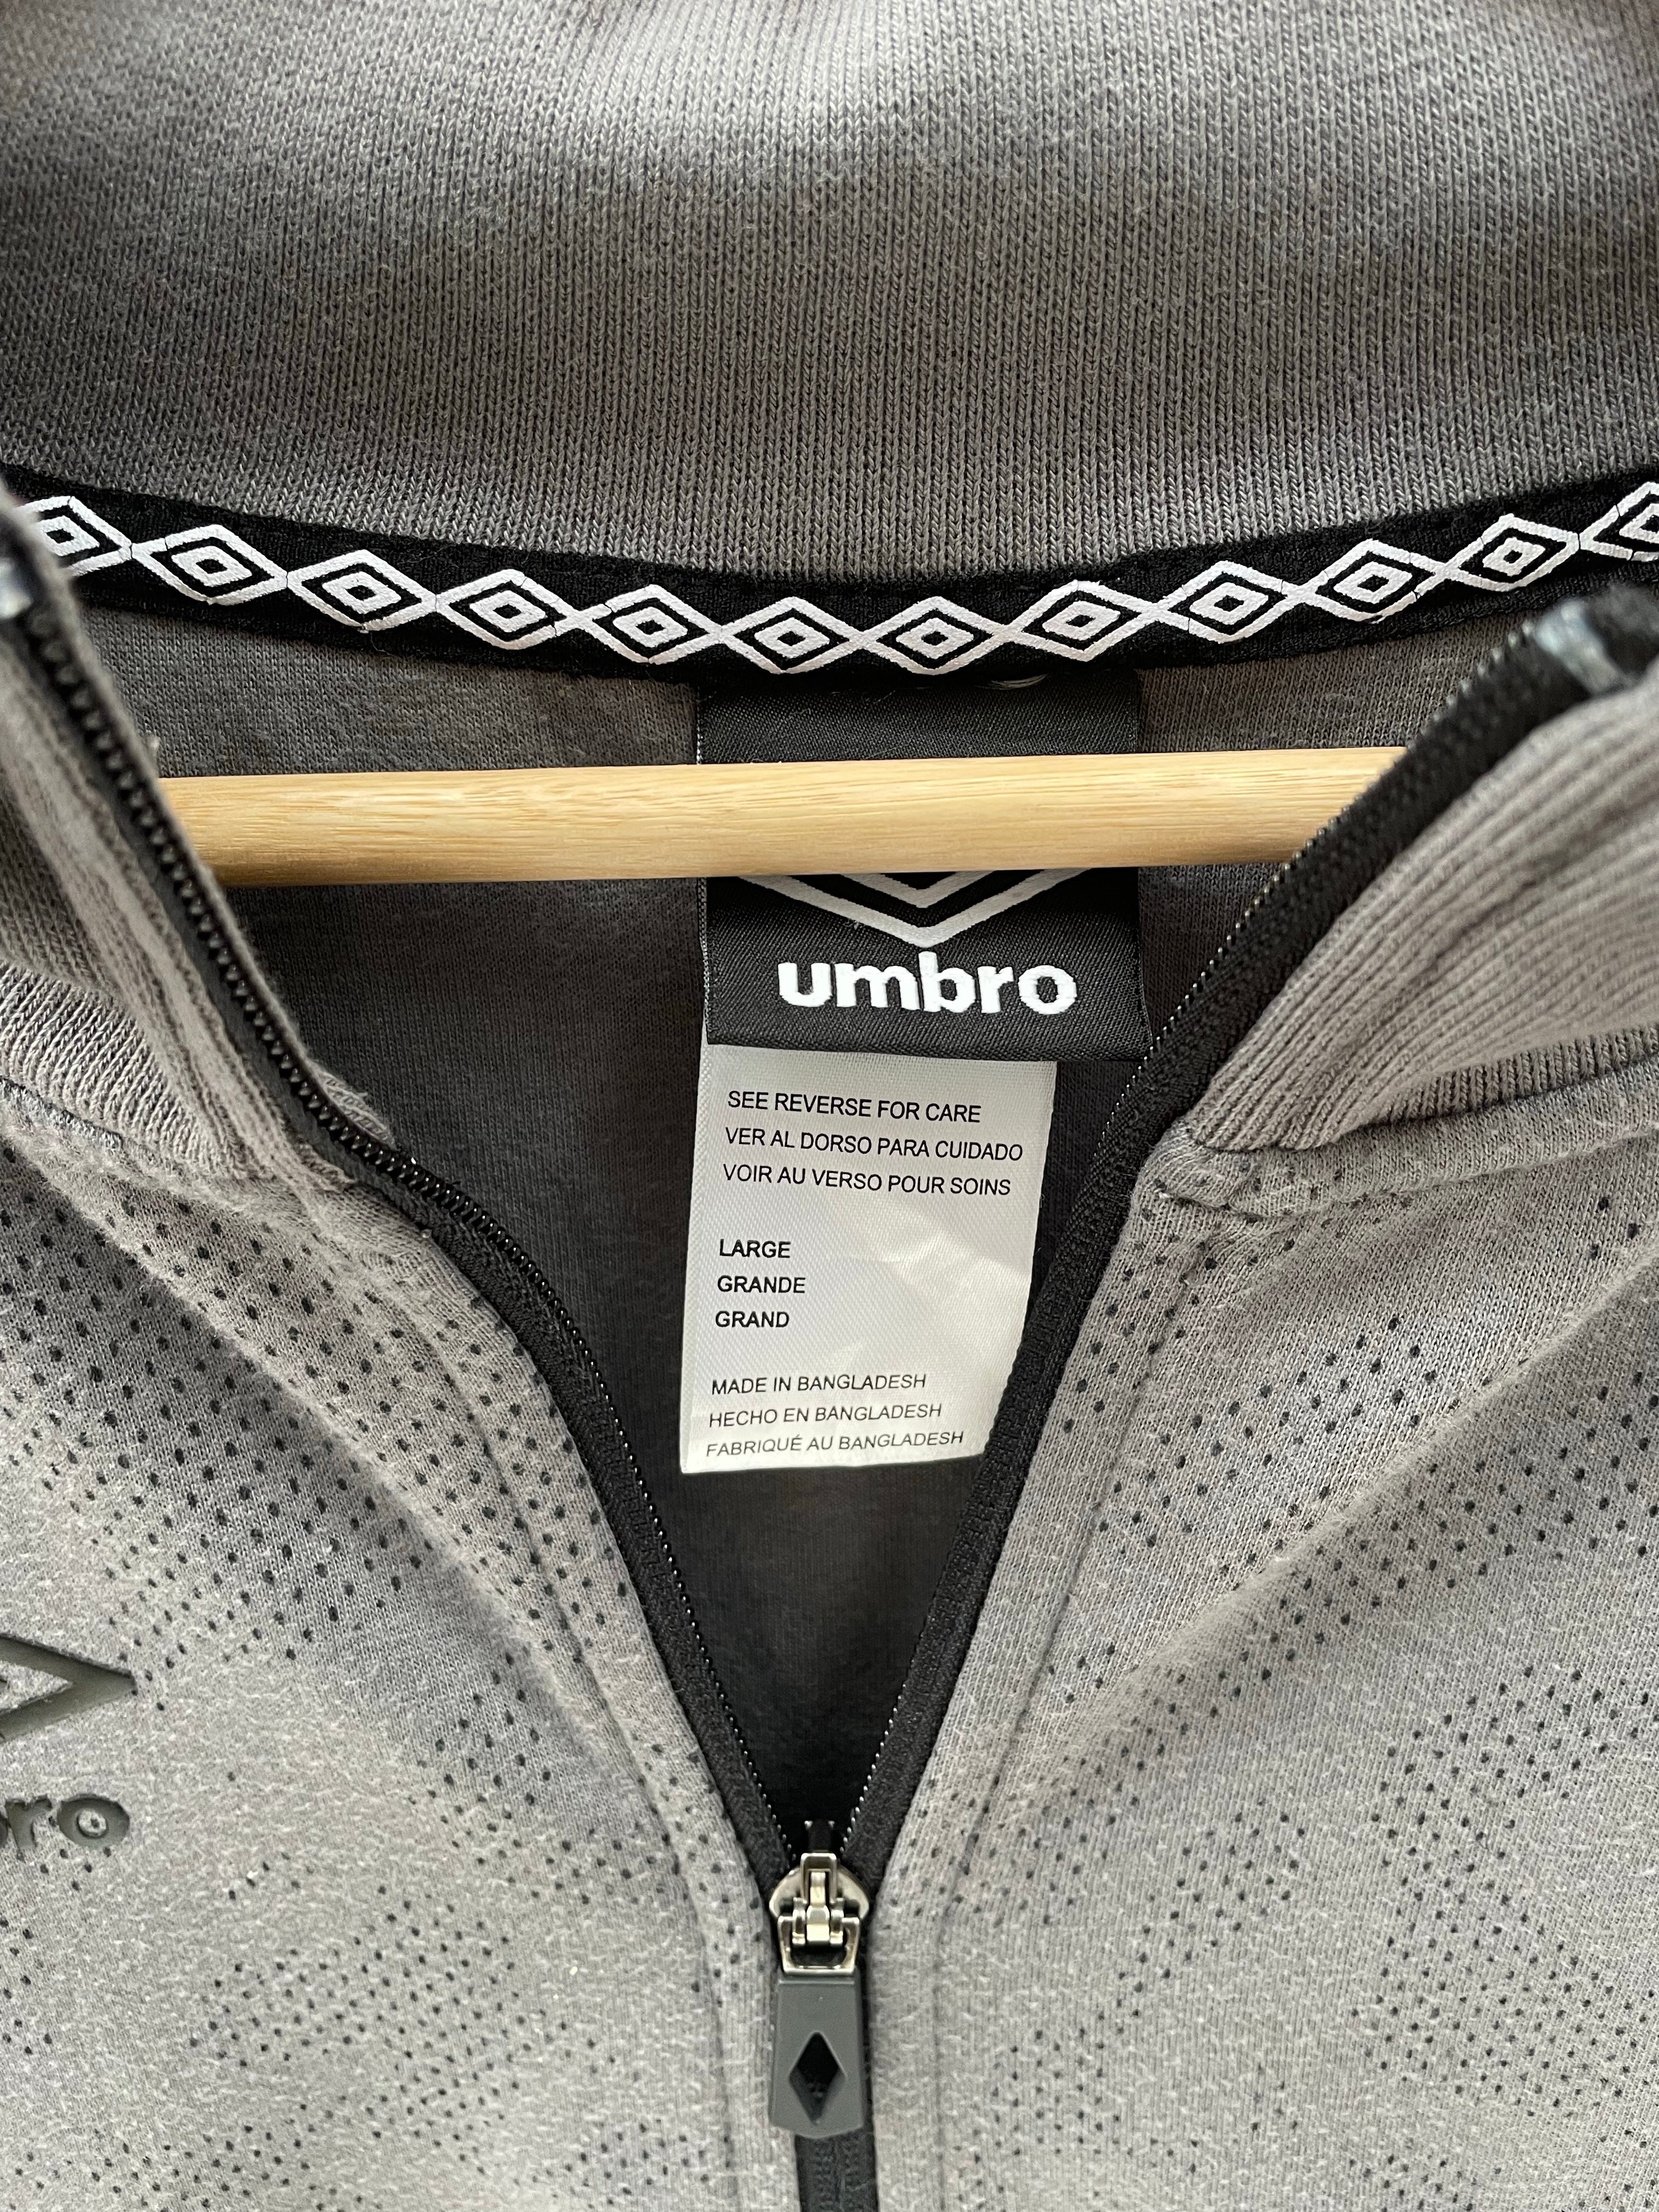 umbro
SEE REVERSE FOR CARE
VER AL DORSO PARA CUIDADO
VOIR AU VERSO POUR SOINS
LARGE
GRANDE
GRAND
MADE IN BANGLADESH
HECHO EN BANGLADESH
FABRIQUÉ AU BANGLADESH
bro